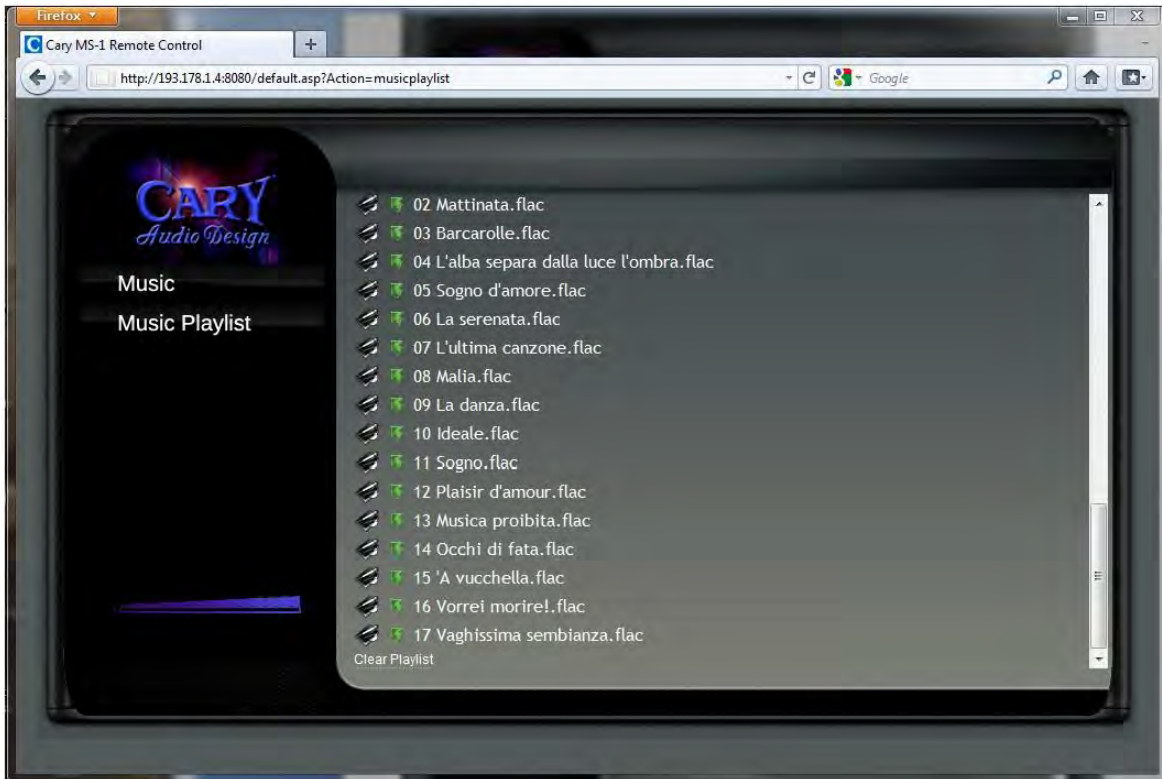 Firefox
Cary MS-1 Remote Control
http://193.178.1.4:8080/default.asp?Action=musicplaylist
Google
CARY
Audio Design
Music
Music Playlist
02 Mattinata.flac
03 Barcarolle.flac
04 L'alba separa dalla luce l'ombra.flac
05 Sogno d'amore.flac
06 La serenata.flac
07 L'ultima canzone.flac
08 Malia.flac
09 La danza.flac
10 Ideale.flac
11 Sogno.flac
12 Plaisir d'amour.flac
13 Musica proibita.flac
14 Occhi di fata.flac
15 'A vucchella.flac
16 Vorrei morire!.flac
17 Vaghissima sembianza.flac
Clear Playlist